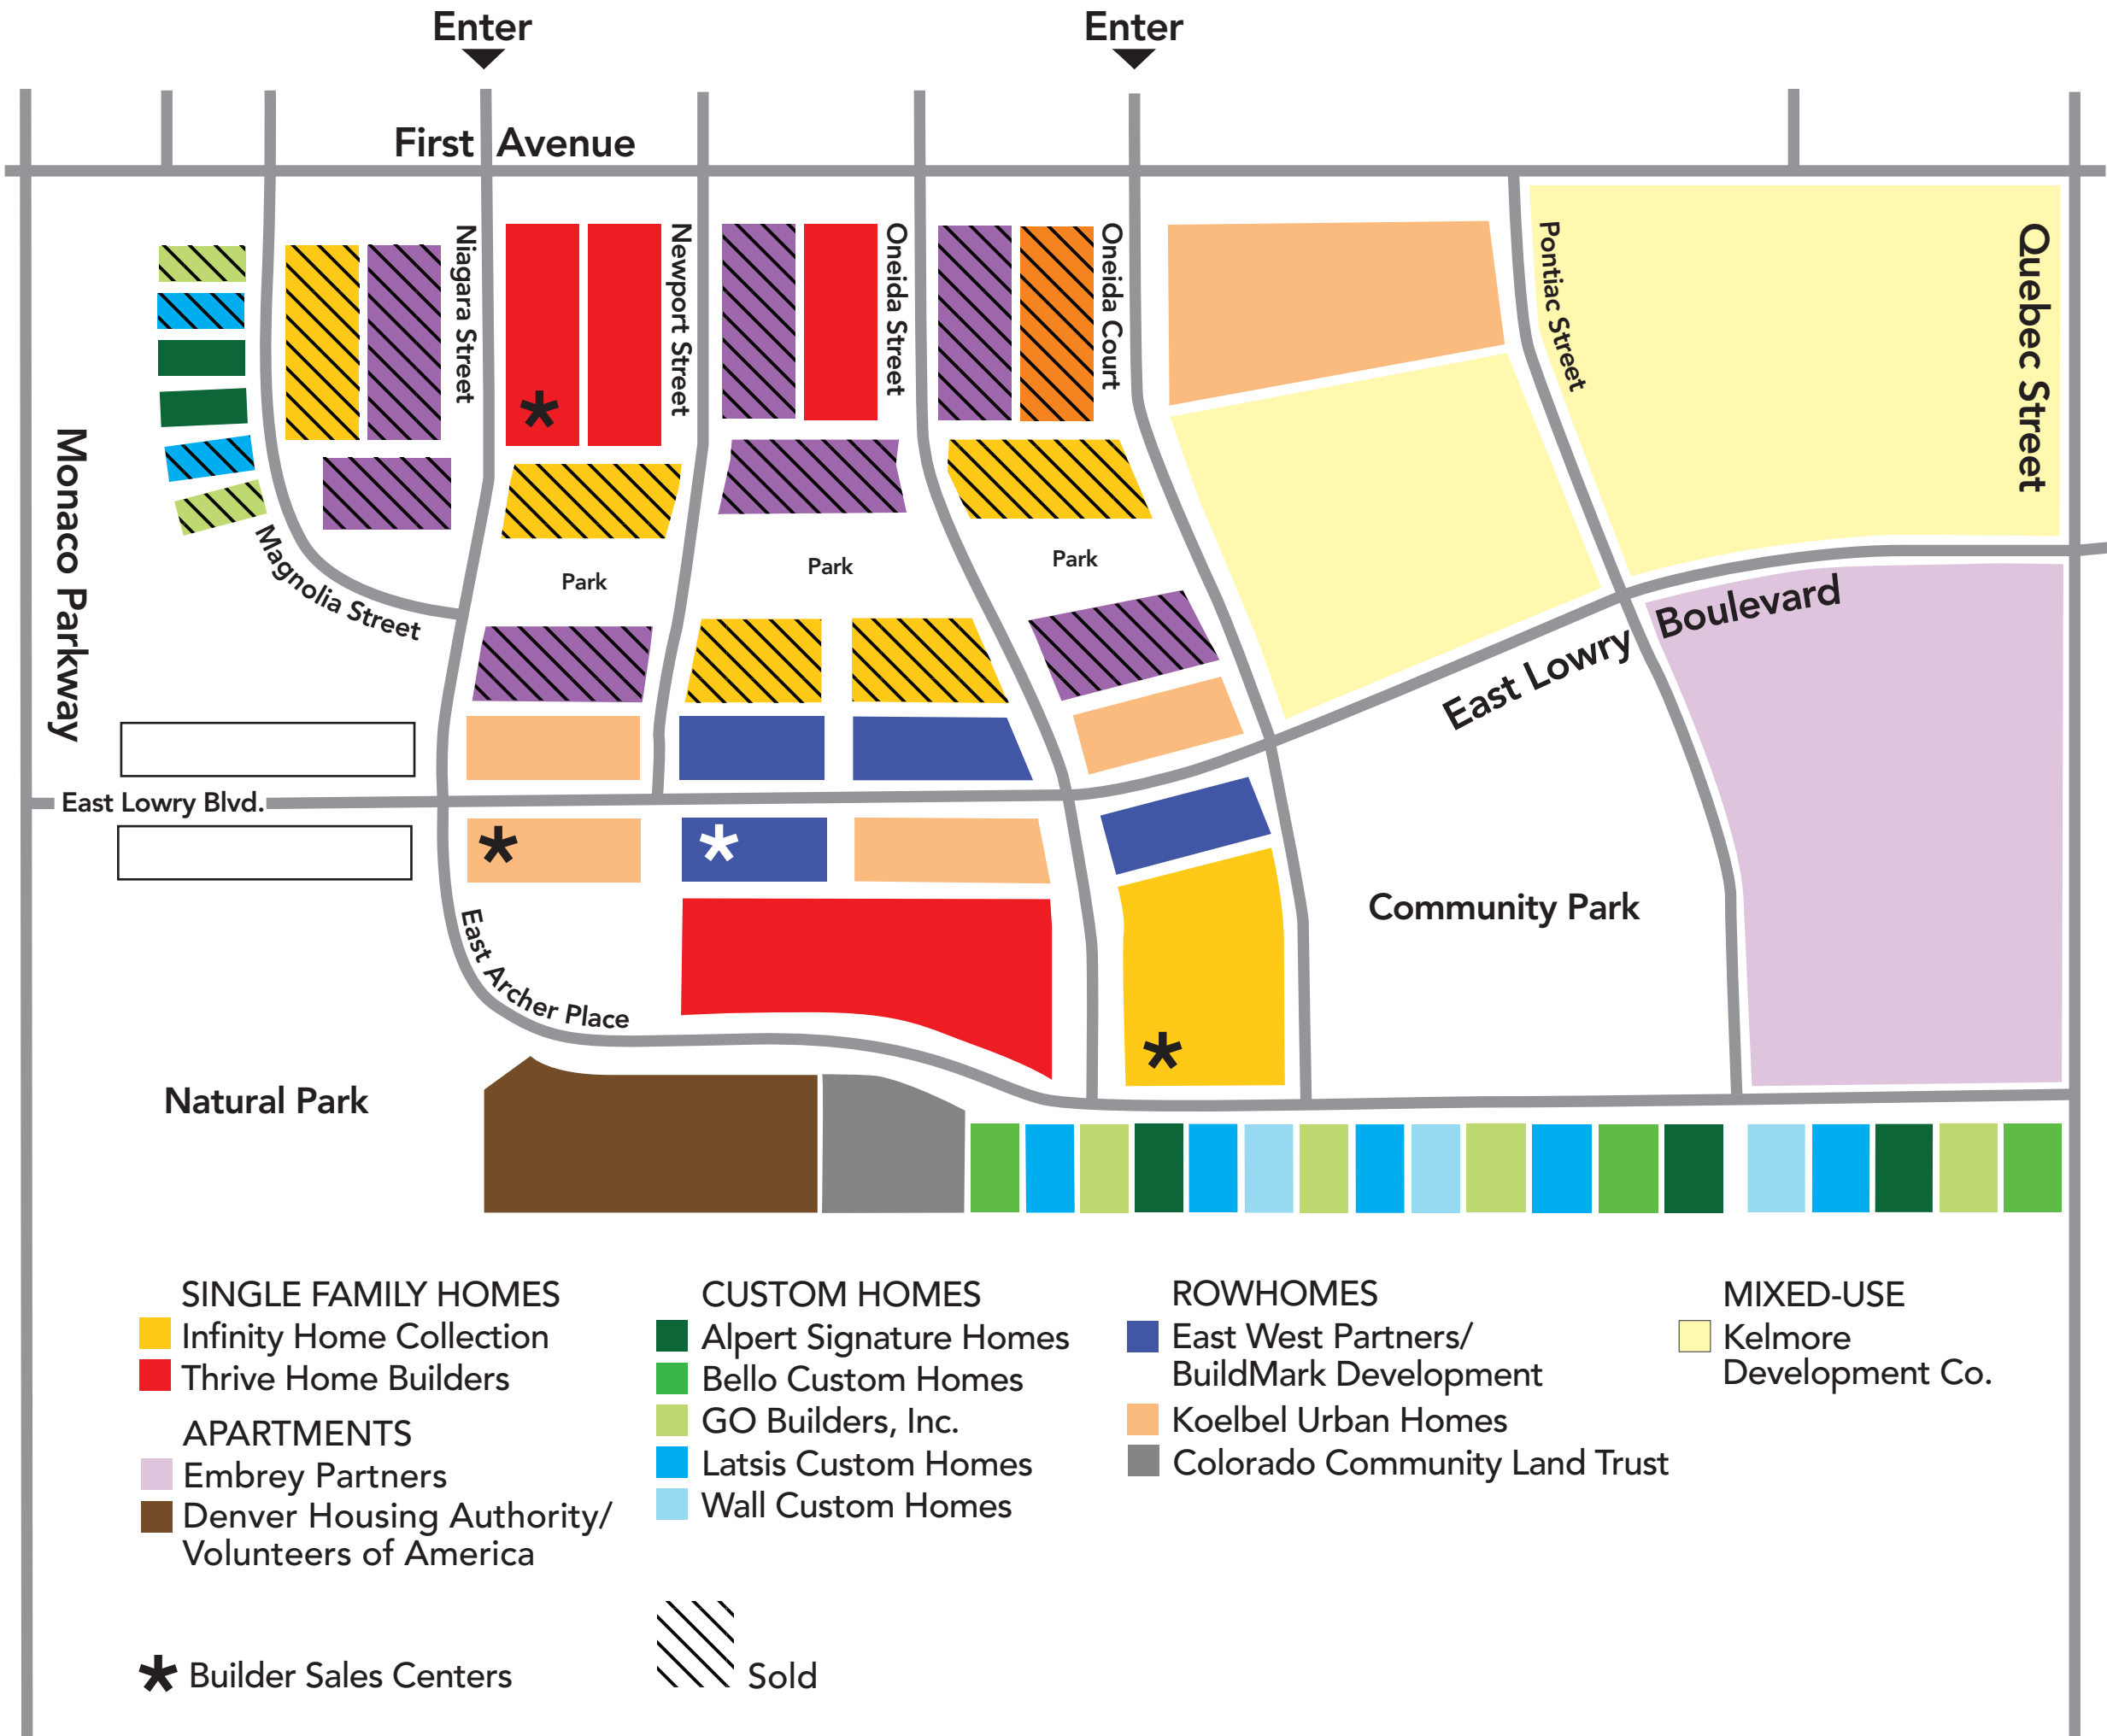 Enter
Enter
First Avenue
Niagara Street
Newport Street
Oneida Street
Oneida Court
Pontiac Street
Quebec Street
Monaco Parkway
Magnolia Street
Park
Park
Park
East Lowry Boulevard
East Lowry Blvd.
*
*
*
*
East Archer Place
Community Park
Natural Park
SINGLE FAMILY HOMES
Infinity Home Collection
Thrive Home Builders
APARTMENTS
Embrey Partners
Denver Housing Authority/
Volunteers of America
CUSTOM HOMES
Alpert Signature Homes
Bello Custom Homes
GO Builders, Inc.
Latsis Custom Homes
Wall Custom Homes
ROWHOMES
East West Partners/
BuildMark Development
Koelbel Urban Homes
Colorado Community Land Trust
MIXED-USE
Kelmore
Development Co.
* Builder Sales Centers
Sold